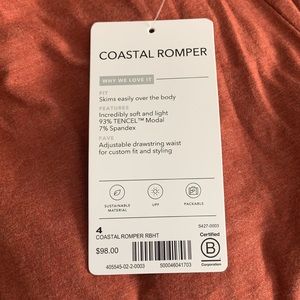 COASTAL ROMPER
WHY WE LOVE IT
FIT
Skims easily over the body
FEATURES
Incredibly soft and light
93% TENCEL™ Modal
7% Spandex
FAVE
Adjustable drawstring waist
for custom fit and styling
SUSTAINABLE MATERIAL
UPF
PACKABLE
4
S427-0003
COASTAL ROMPER RBHT
$98.00
405545-02-2-0003
500046041703
Certified
B
Corporation